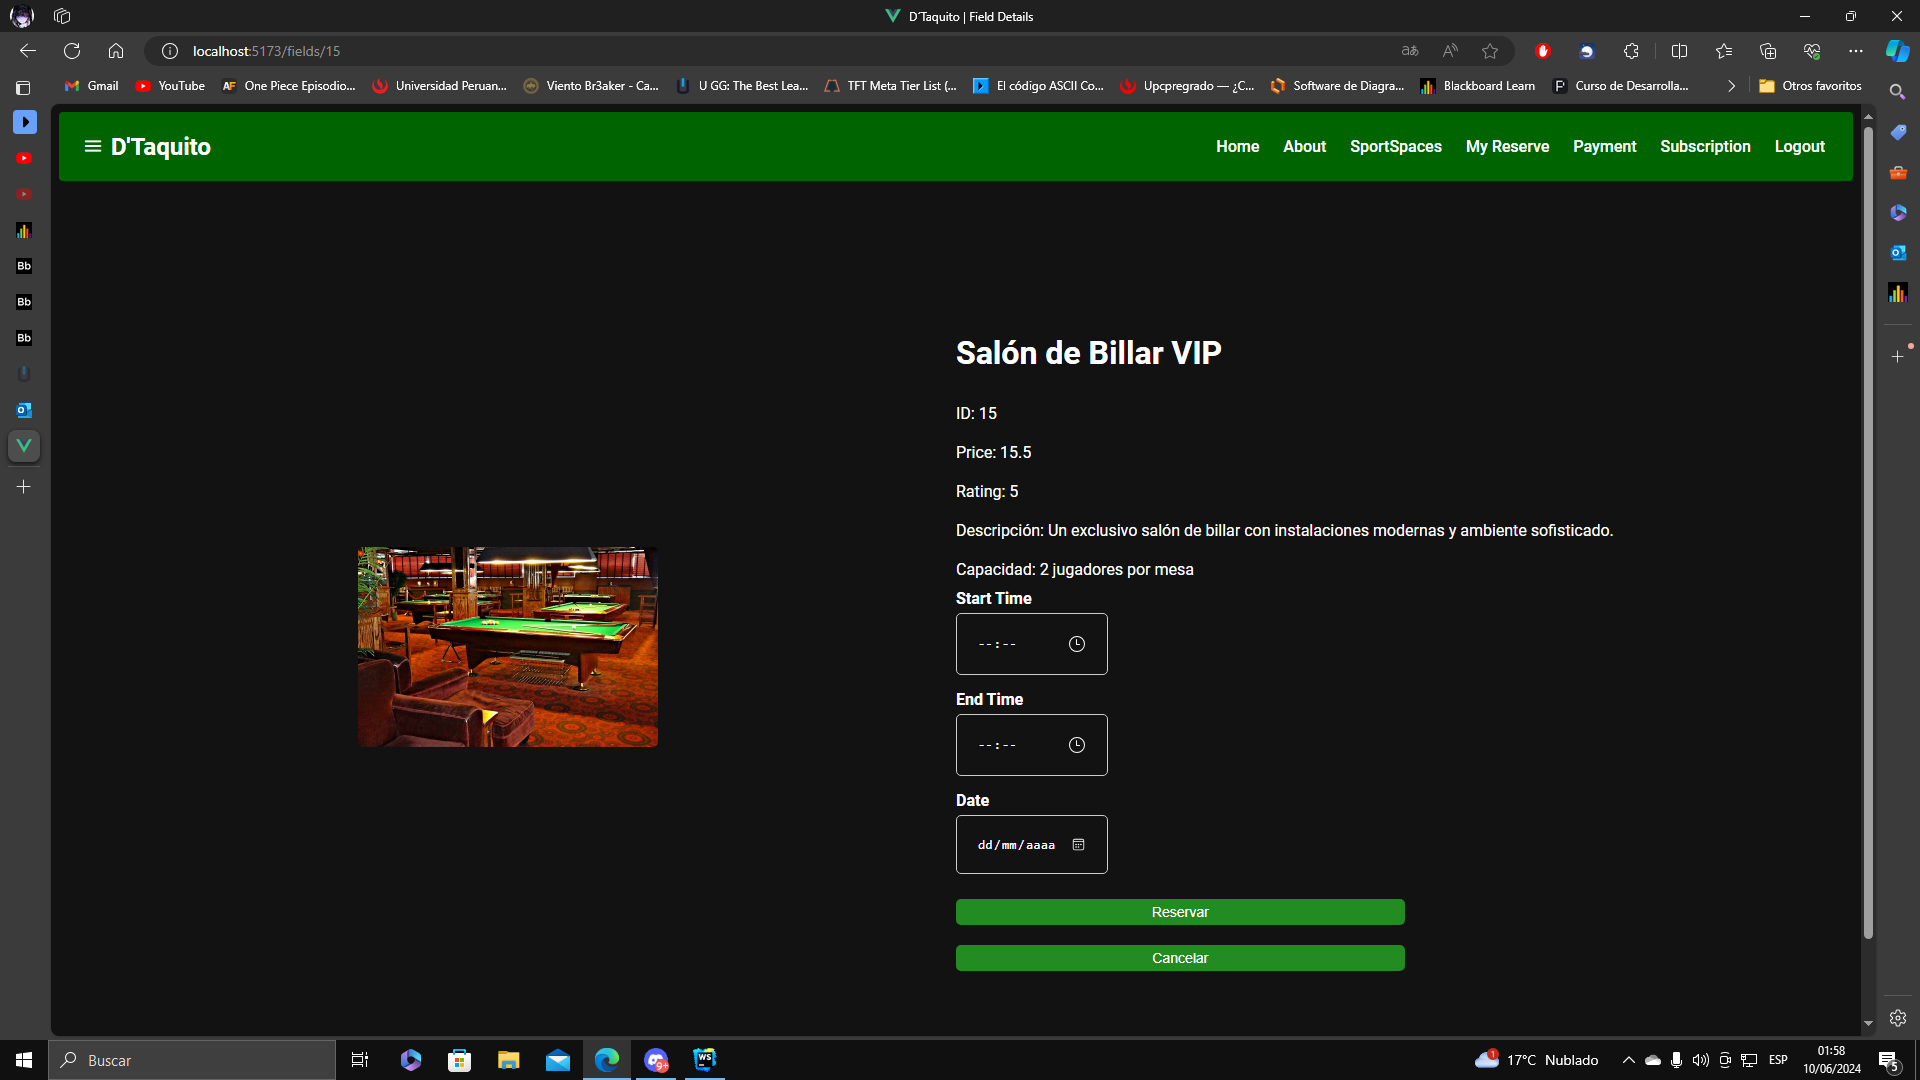 D´Taquito | Field Details
localhost:5173/fields/15
Gmail
YouTube
One Piece Episodio...
Universidad Peruan...
Viento Br3aker - Ca...
U GG: The Best Lea...
TFT Meta Tier List (...
El código ASCII Co...
Upcpregrado — ¿C...
Software de Diagra...
Blackboard Learn
Curso de Desarrolla...
Otros favoritos
D'Taquito
Home
About
SportSpaces
My Reserve
Payment
Subscription
Logout
Bb
Bb
Bb
Salón de Billar VIP
ID: 15
Price: 15.5
Rating: 5
Descripción: Un exclusivo salón de billar con instalaciones modernas y ambiente sofisticado.
Capacidad: 2 jugadores por mesa
Start Time
--:--
End Time
--:--
Date
dd/mm/aaaa
Reservar
Cancelar
Buscar
9+
WS
1
17°C Nublado
ESP
01:58
10/06/2024
5